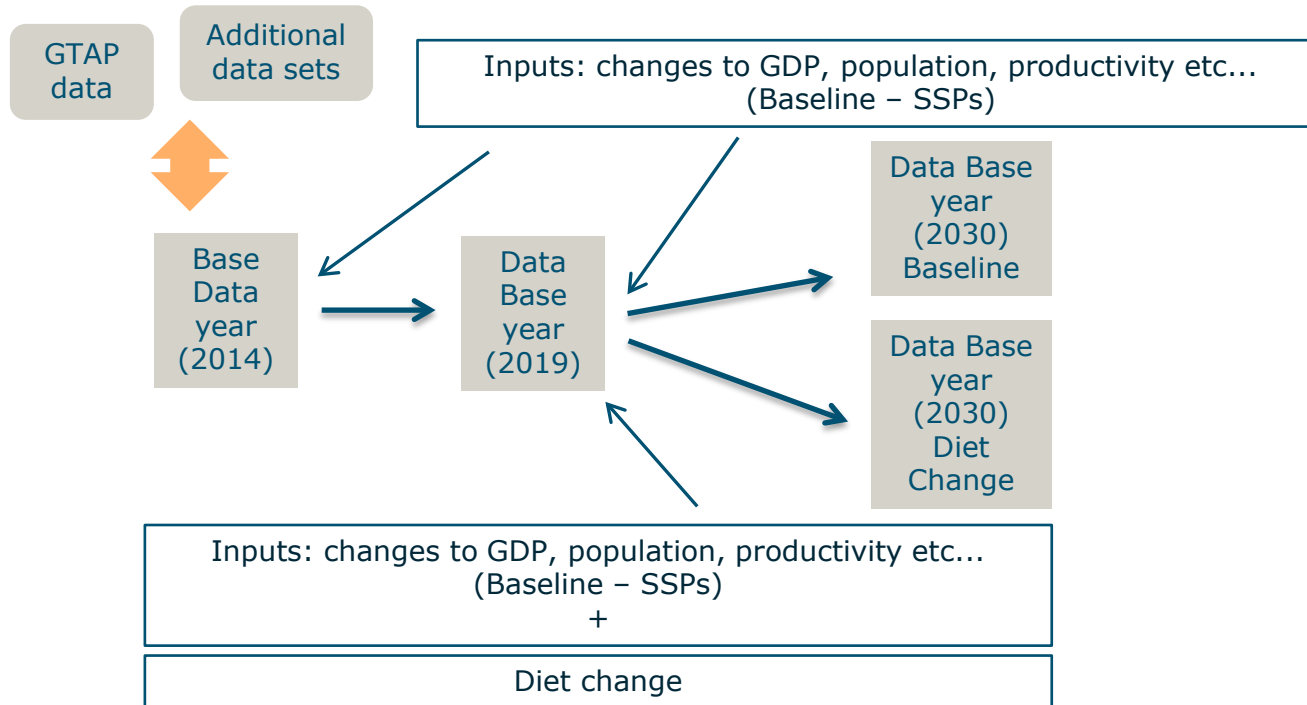 GTAP
data
Additional
data sets
Inputs: changes to GDP, population, productivity etc...
(Baseline – SSPs)
Base
Data
year
(2014)
Data
Base
year
(2019)
Data Base
year
(2030)
Baseline
Data Base
year
(2030)
Diet
Change
Inputs: changes to GDP, population, productivity etc...
(Baseline – SSPs)
+
Diet change